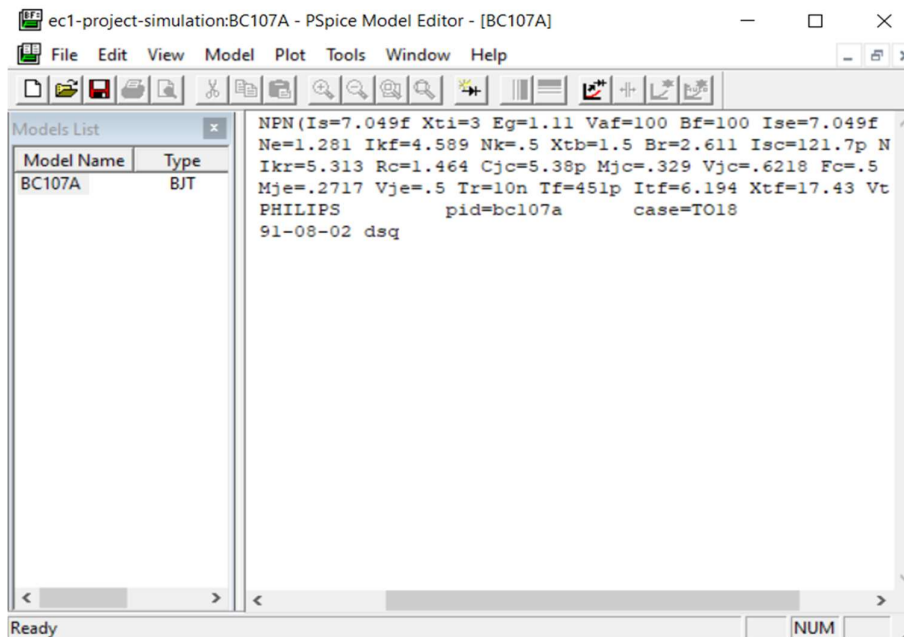 ec1-project-simulation:BC107A - PSpice Model Editor - [BC107A]
File Edit View Model Plot Tools Window Help
Models List
Model Name Type
BC107A BJT
NPN(Is=7.049f Xti=3 Eg=1.11 Vaf=100 Bf=100 Ise=7.049f
Ne=1.281 Ikf=4.589 Nk=.5 Xtb=1.5 Br=2.611 Isc=121.7p N
Ikr=5.313 Rc=1.464 Cjc=5.38p Mjc=.329 Vjc=.6218 Fc=.5
Mje=.2717 Vje=.5 Tr=10n Tf=451p Itf=6.194 Xtf=17.43 Vt
PHILIPS pid=bc107a case=TO18
91-08-02 dsq
Ready NUM